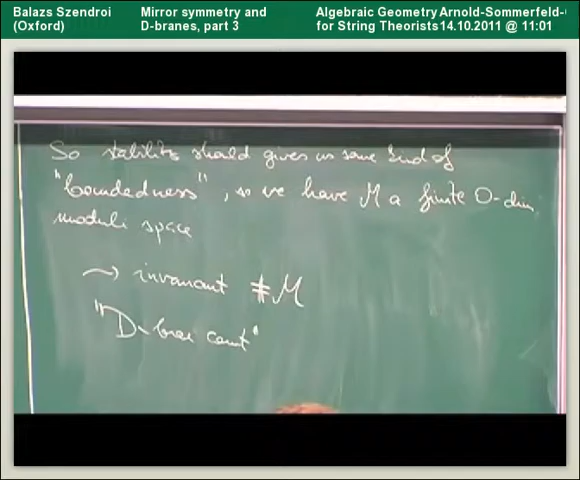 Balazs Szendroi (Oxford)
Mirror symmetry and D-branes, part 3
Algebraic Geometry for String Theorists
Arnold-Sommerfeld-
14.10.2011 @ 11:01
So stability should give us some kind of
"boundedness", so we have M a finite 0-dim.
moduli space
⇝ invariant #M
"D-brane count"